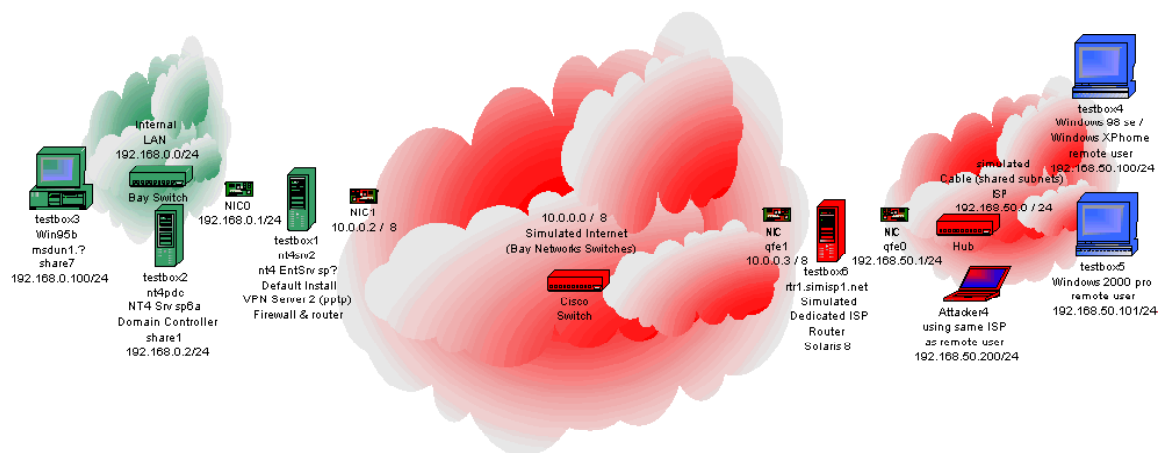 Internal
LAN
192.168.0.0/24
Bay Switch
testbox3
Win95b
msdun1.?
share7
192.168.0.100/24
testbox2
nt4pdc
NT4 Srv sp6a
Domain Controller
share1
192.168.0.2/24
NIC0
192.168.0.1/24
testbox1
nt4srv2
nt4 EntSrv sp?
Default Install
VPN Server 2 (pptp)
Firewall & router
NIC1
10.0.0.2 / 8
10.0.0.0 / 8
Simulated Internet
(Bay Networks Switches)
Cisco
Switch
NIC
qfe1
10.0.0.3 / 8
testbox6
rtr1.simisp1.net
Simulated
Dedicated ISP
Router
Solaris 8
NIC
qfe0
192.168.50.1/24
simulated
Cable (shared subnets)
ISP
192.168.50.0 / 24
Hub
Attacker4
using same ISP
as remote user
192.168.50.200/24
testbox4
Windows 98 se /
Windows XPhome
remote user
192.168.50.100/24
testbox5
Windows 2000 pro
remote user
192.168.50.101/24